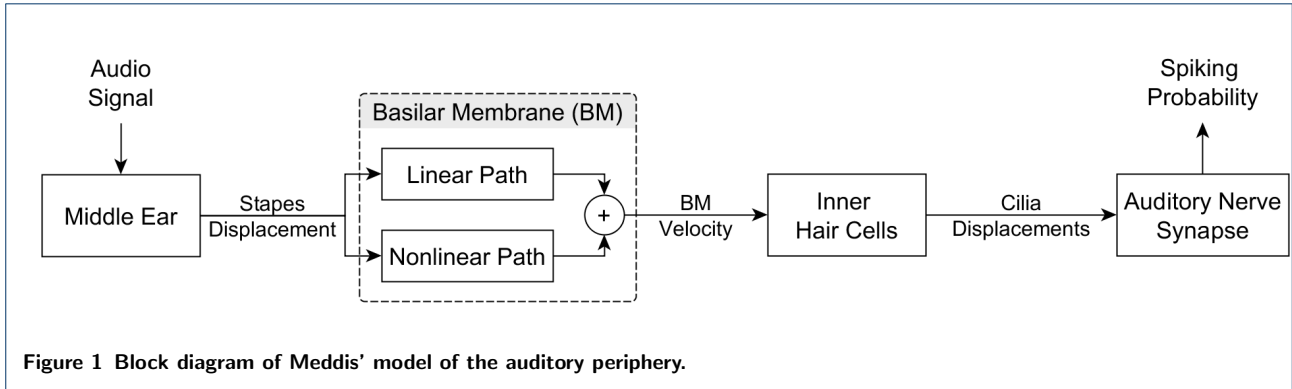 Audio
Signal
Middle Ear
Stapes
Displacement
Basilar Membrane (BM)
Linear Path
Nonlinear Path
+
BM
Velocity
Inner
Hair Cells
Cilia
Displacements
Spiking
Probability
Auditory Nerve
Synapse
Figure 1 Block diagram of Meddis' model of the auditory periphery.